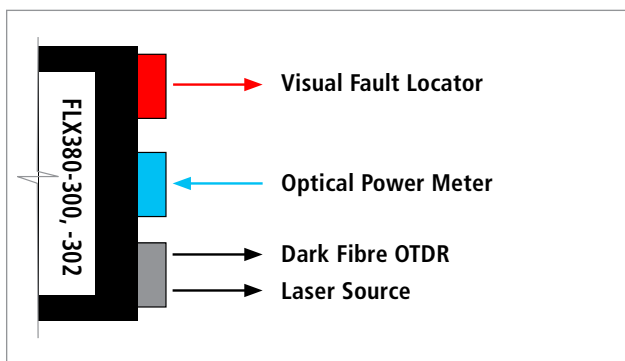 FLX380-300, -302
Visual Fault Locator
Optical Power Meter
Dark Fibre OTDR
Laser Source